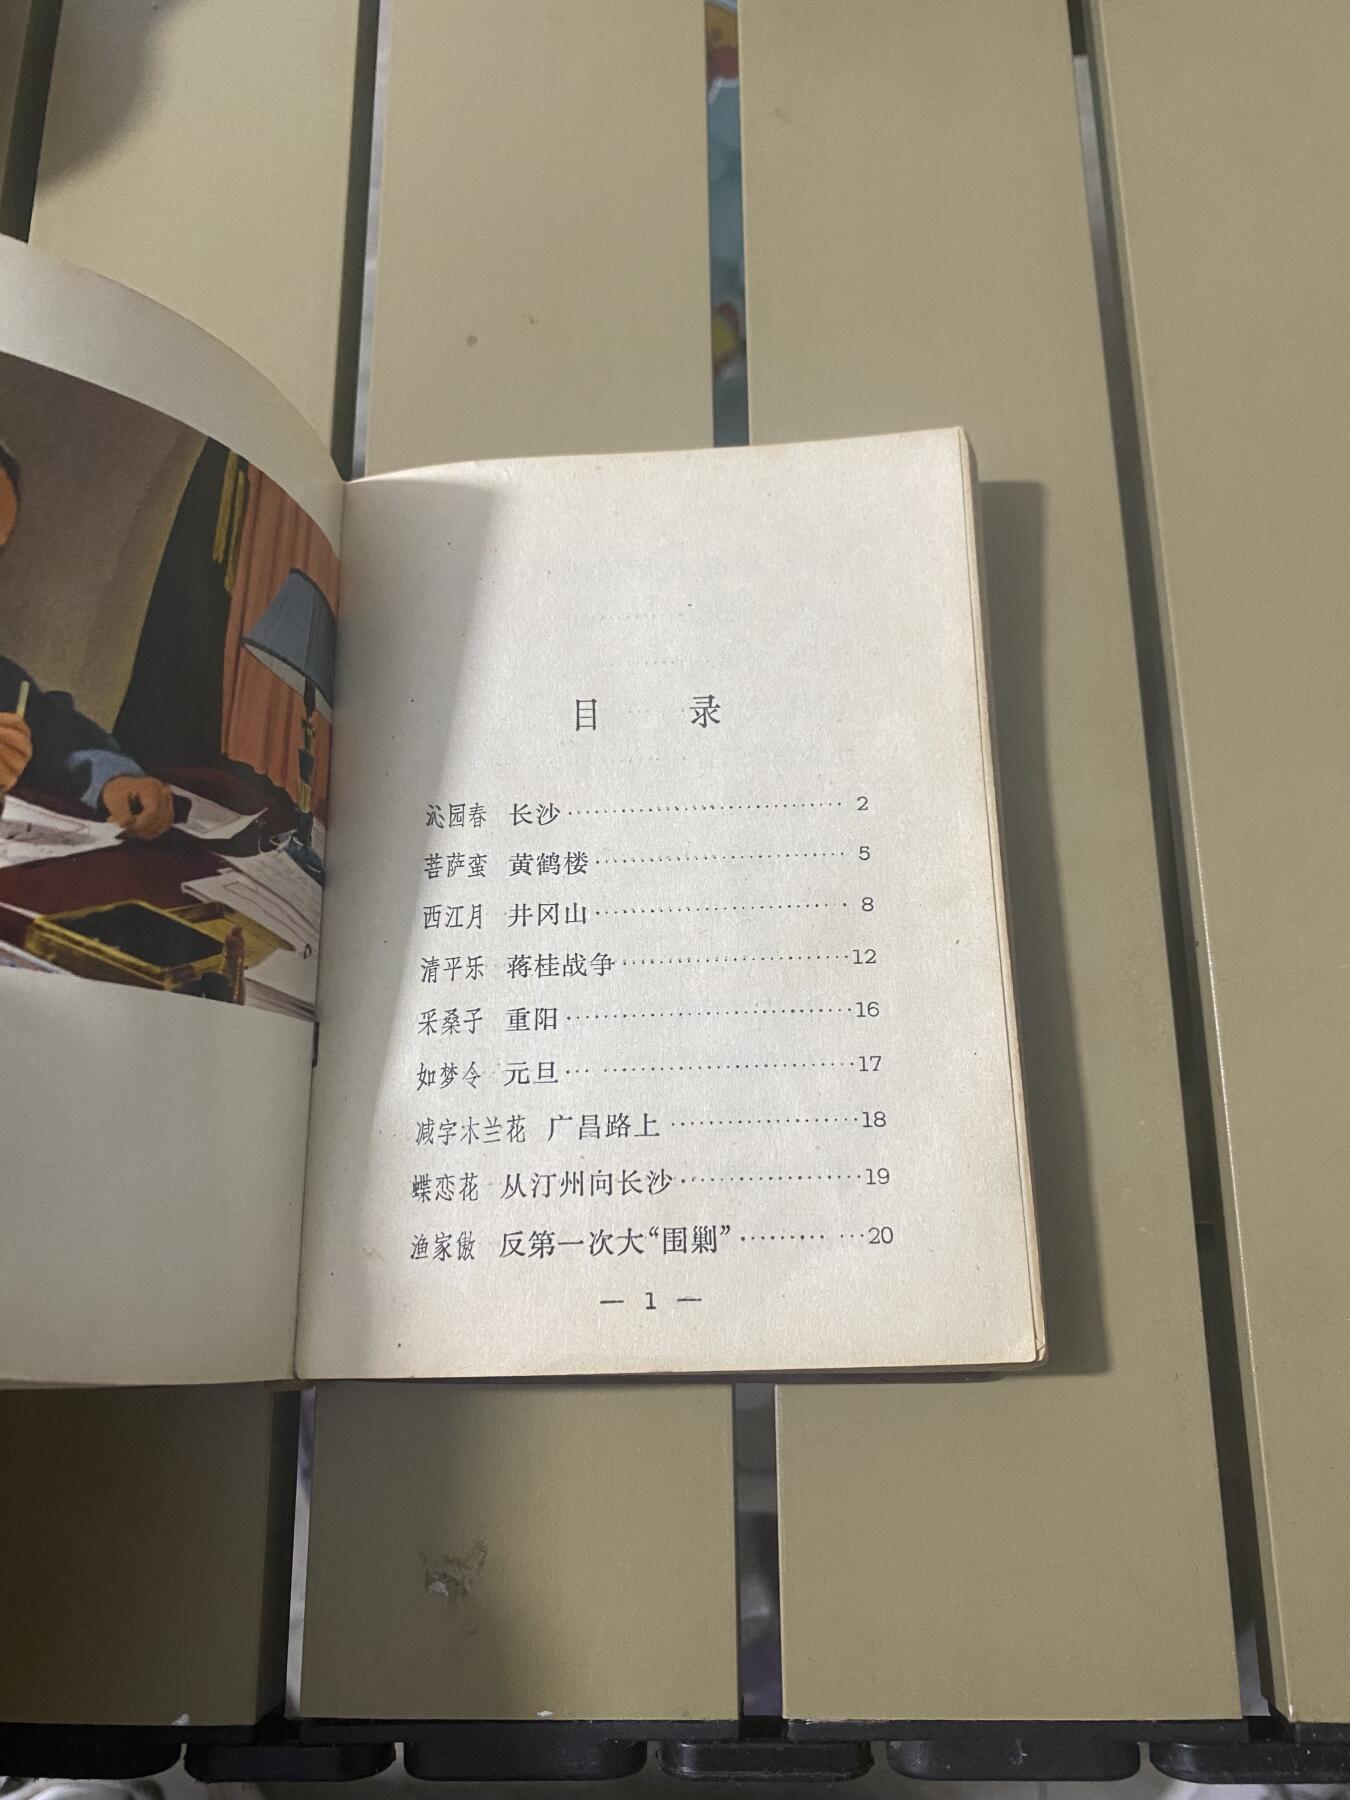 目 录
沁园春 长沙 2
菩萨蛮 黄鹤楼 5
西江月 井冈山 8
清平乐 蒋桂战争 12
采桑子 重阳 16
如梦令 元旦 17
减字木兰花 广昌路上 18
蝶恋花 从汀州向长沙 19
渔家傲 反第一次大“围剿” 20
— 1 —